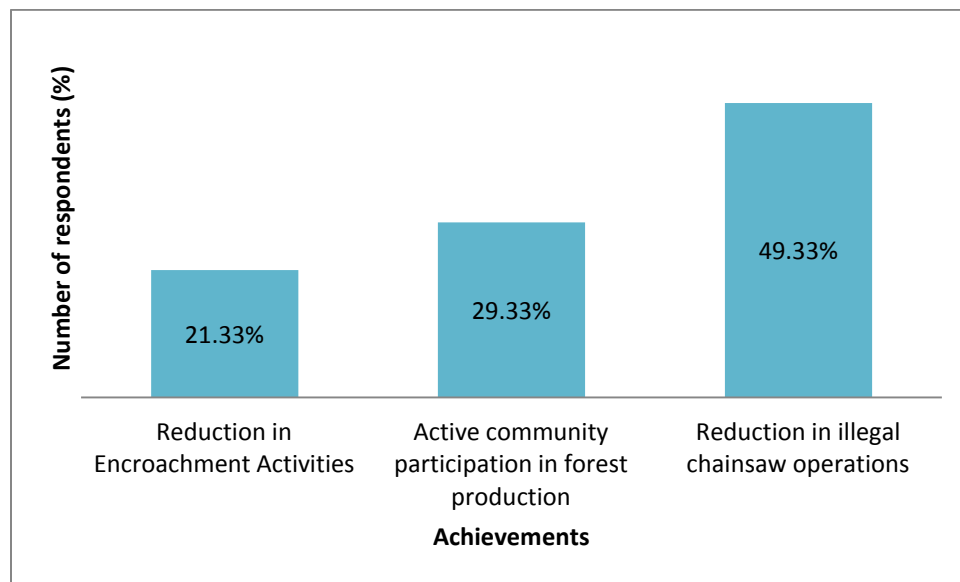 Number of respondents (%)
21.33%
29.33%
49.33%
Reduction in
Encroachment Activities
Active community
participation in forest
production
Reduction in illegal
chainsaw operations
Achievements